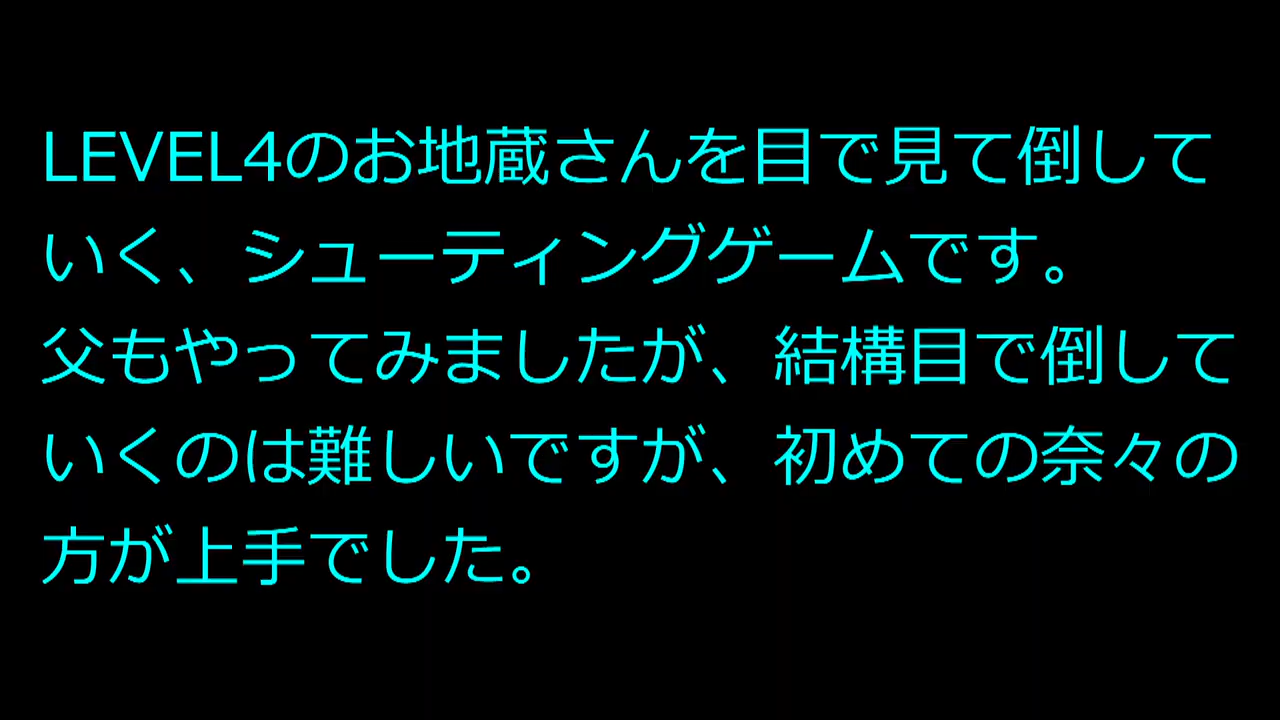 LEVEL4のお地蔵さんを目で見て倒して
いく、シューティングゲームです。
父もやってみましたが、結構目で倒して
いくのは難しいですが、初めての奈々の
方が上手でした。